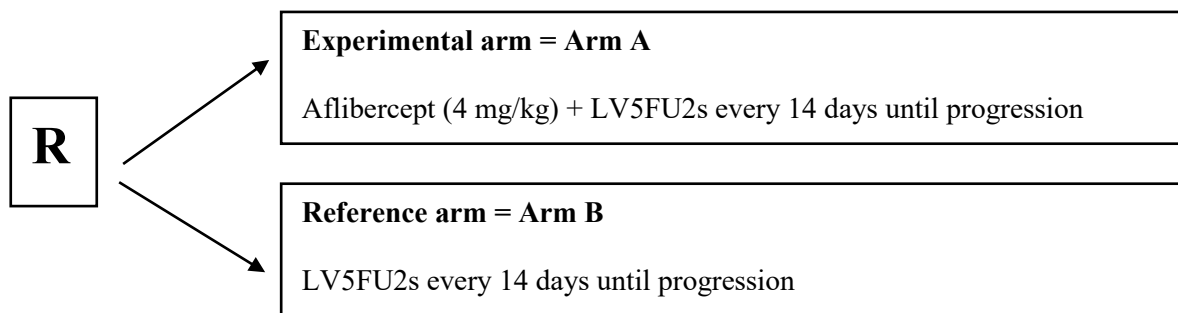 R
Experimental arm = Arm A
Aflibercept (4 mg/kg) + LV5FU2s every 14 days until progression
Reference arm = Arm B
LV5FU2s every 14 days until progression